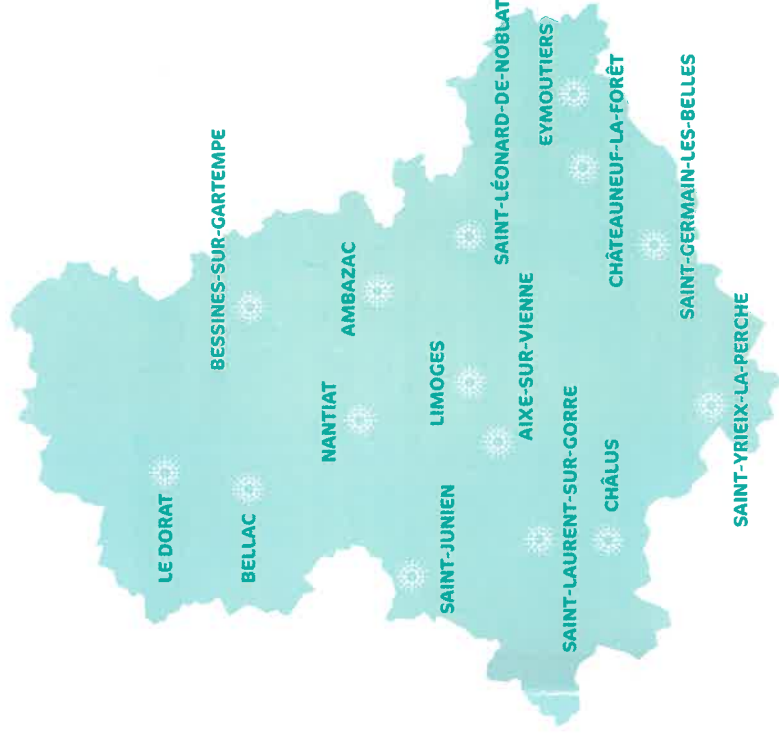 LE DORAT
BESSINES-SUR-GARTEMPE
BELLAC
NANTIAT
AMBAZAC
SAINT-JUNIEN
LIMOGES
SAINT-LÉONARD-DE-NOBLAT
AIXE-SUR-VIENNE
EYMOUTIERS
SAINT-LAURENT-SUR-GORRE
CHÂTEAUNEUF-LA-FORÊT
CHÂLUS
SAINT-GERMAIN-LES-BELLES
SAINT-YRIEIX-LA-PERCHE